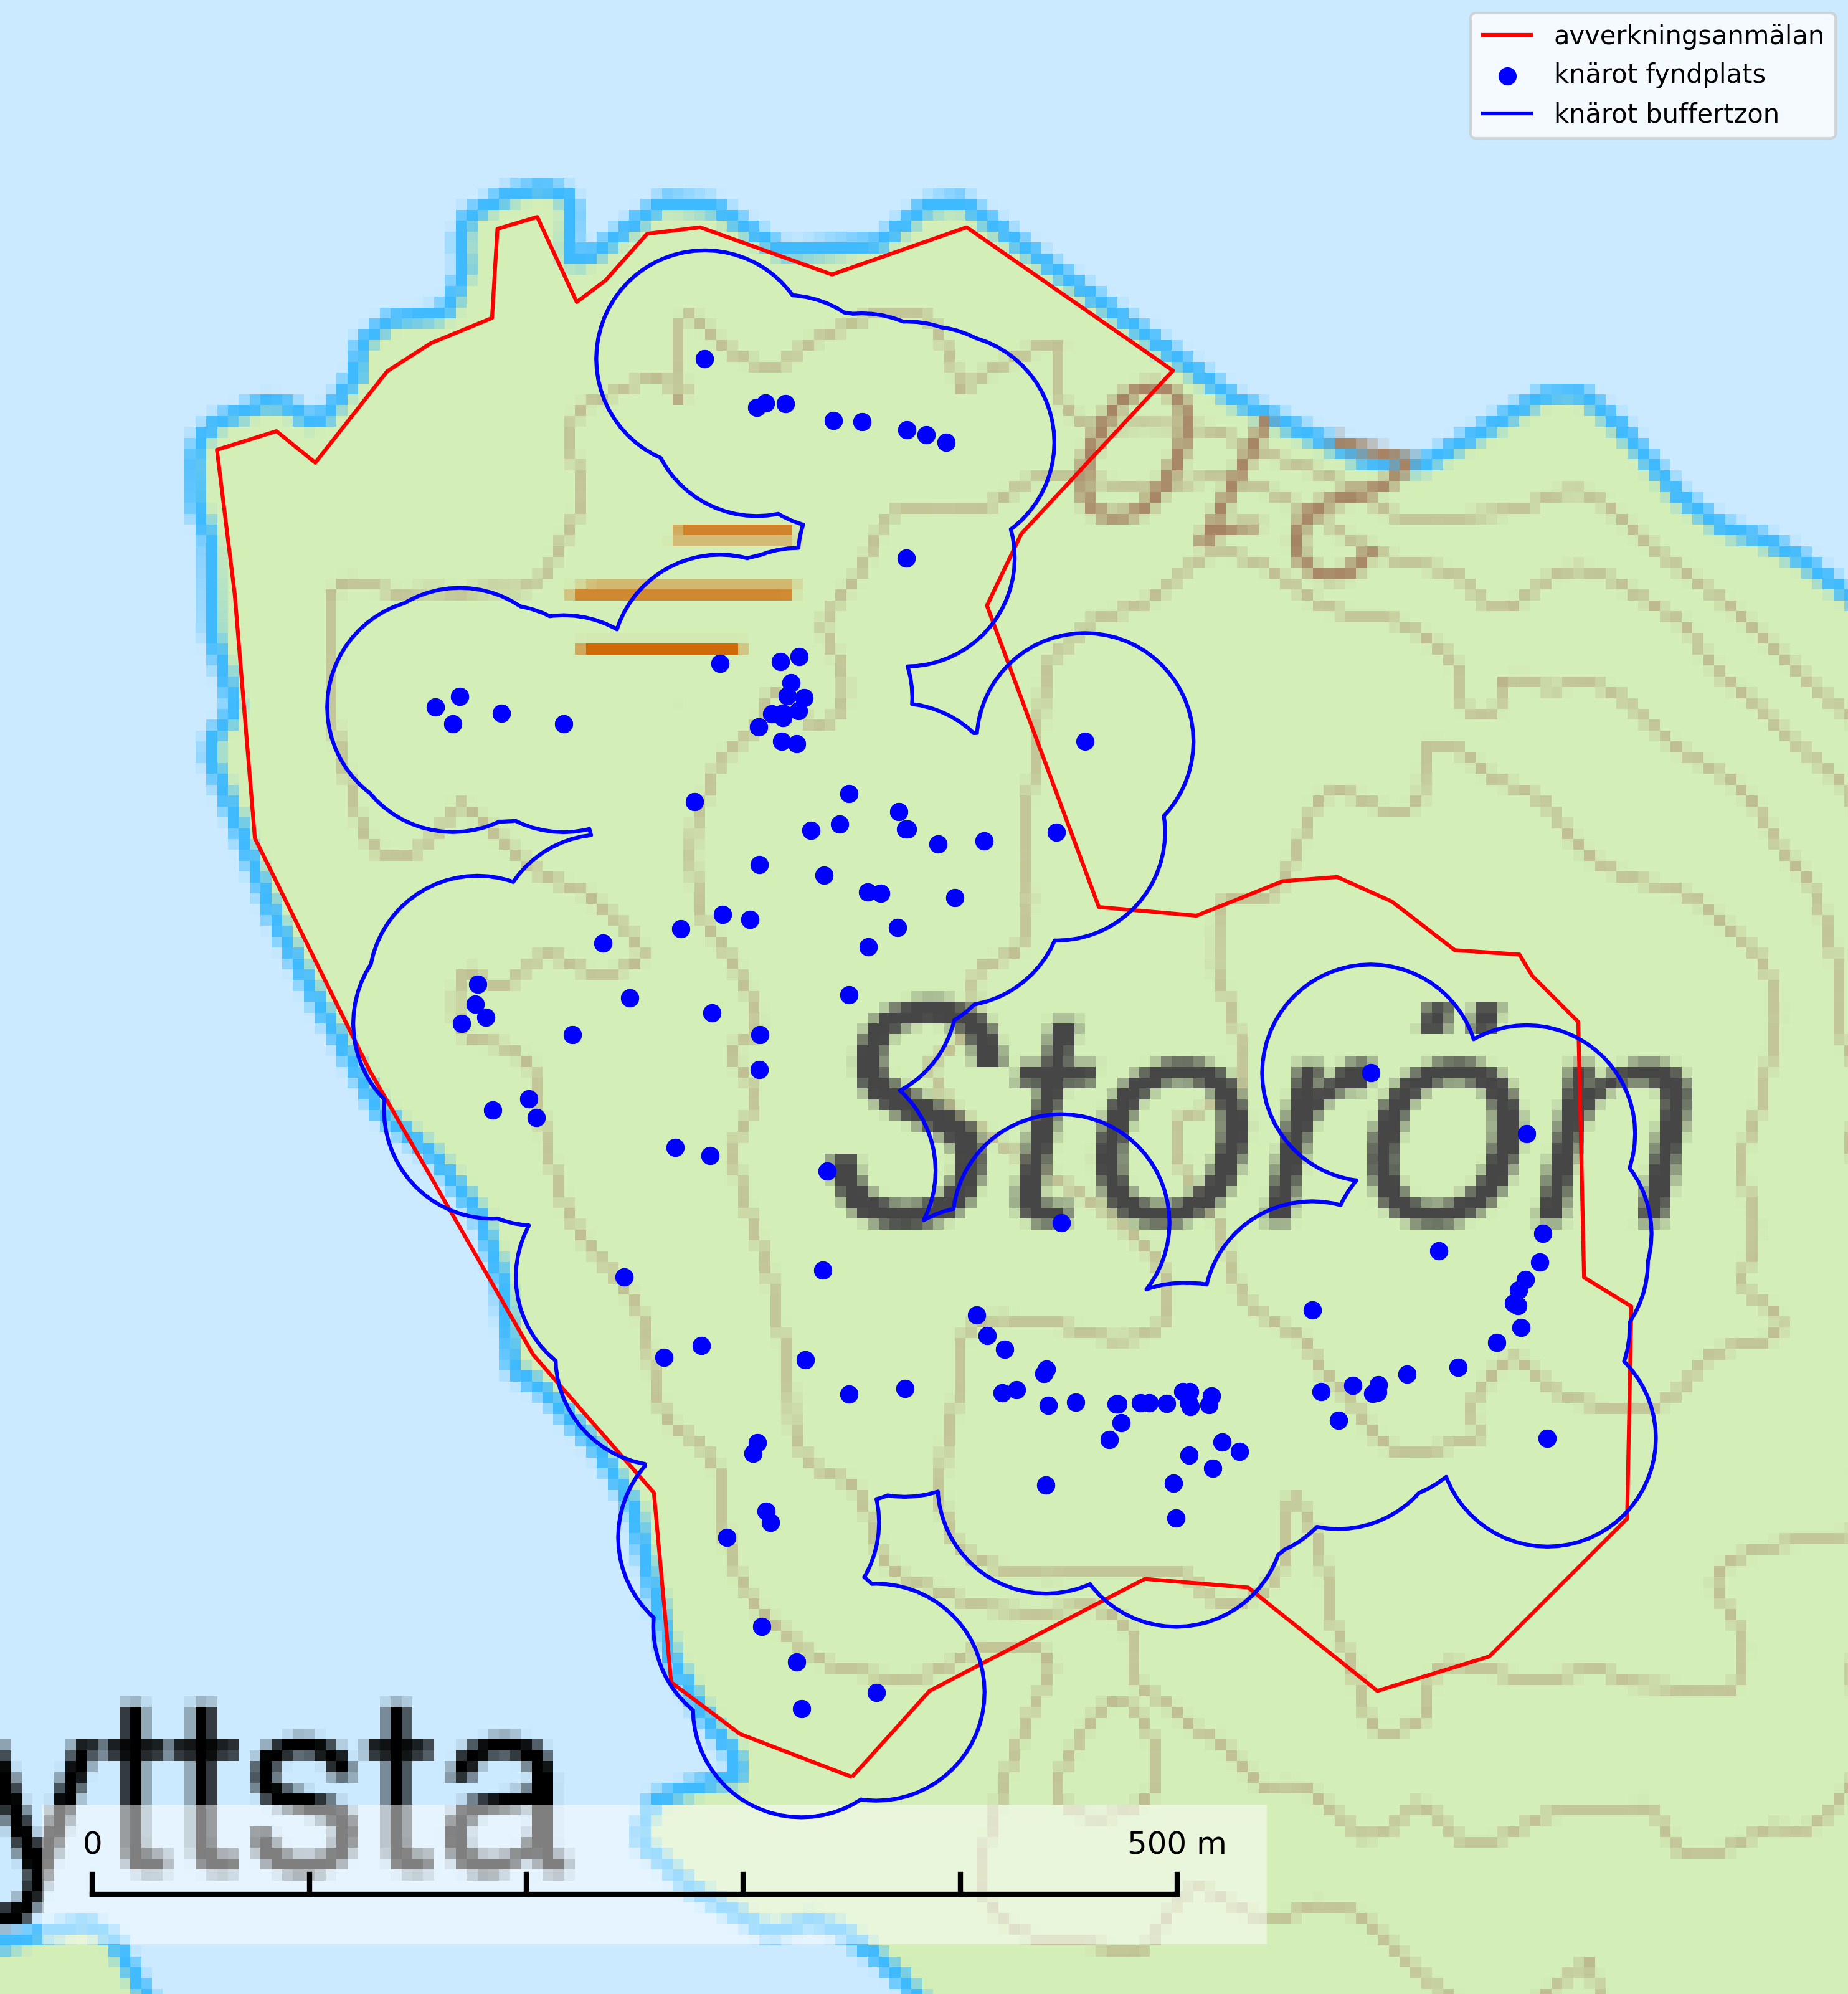 avverkningsanmälan
knärot fyndplats
knärot buffertzon
Storön
yttsta
0 500 m